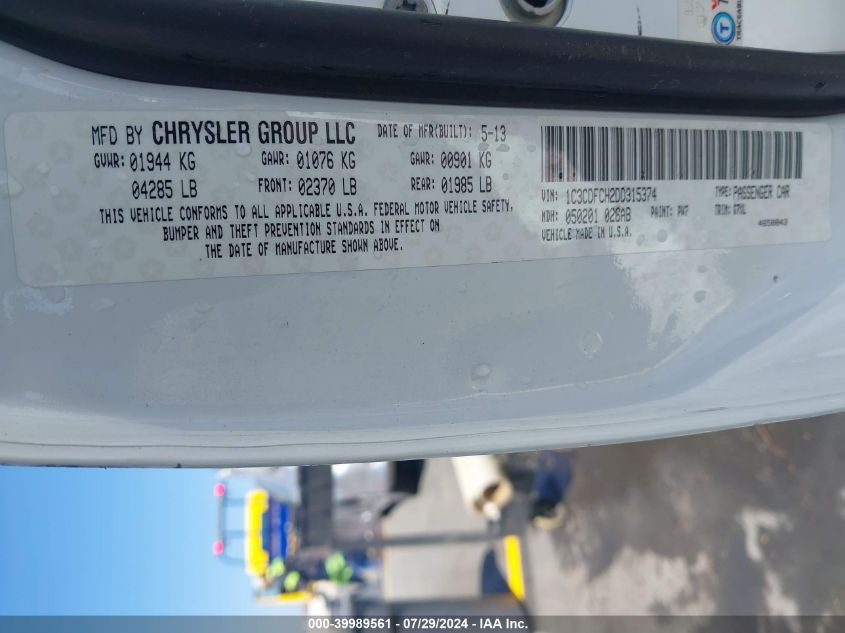 MFD BY CHRYSLER GROUP LLC DATE OF MFR(BUILT): 5-13
GVWR: 01944 KG GAWR: 01076 KG GAWR: 00901 KG
04285 LB FRONT: 02370 LB REAR: 01985 LB
THIS VEHICLE CONFORMS TO ALL APPLICABLE U.S.A. FEDERAL MOTOR VEHICLE SAFETY,
BUMPER AND THEFT PREVENTION STANDARDS IN EFFECT ON
THE DATE OF MANUFACTURE SHOWN ABOVE.
VIN: 1C3CDFCH2DD315374 TYPE: PASSENGER CAR
MDH: 050201 026AB PAINT: PW7 TRIM:
VEHICLE MADE IN U.S.A.
000-39989561 / 07/29/2024 - IAA Inc.